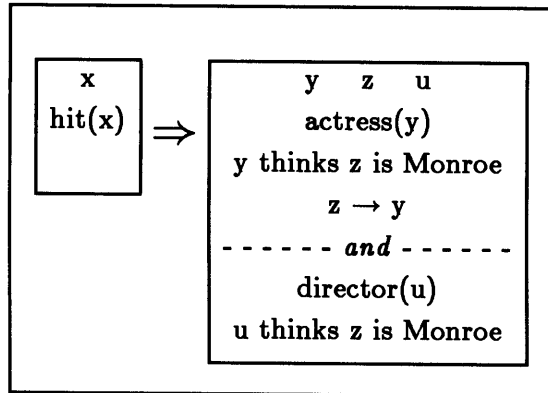 x
hit(x)
⇒
y z u
actress(y)
y thinks z is Monroe
z → y
- - - - - - and - - - - - -
director(u)
u thinks z is Monroe